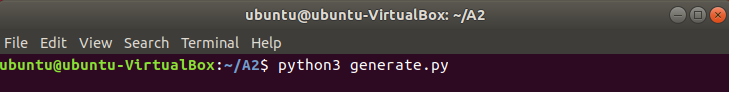 ubuntu@ubuntu-VirtualBox: ~/A2
File Edit View Search Terminal Help
ubuntu@ubuntu-VirtualBox:~/A2$ python3 generate.py